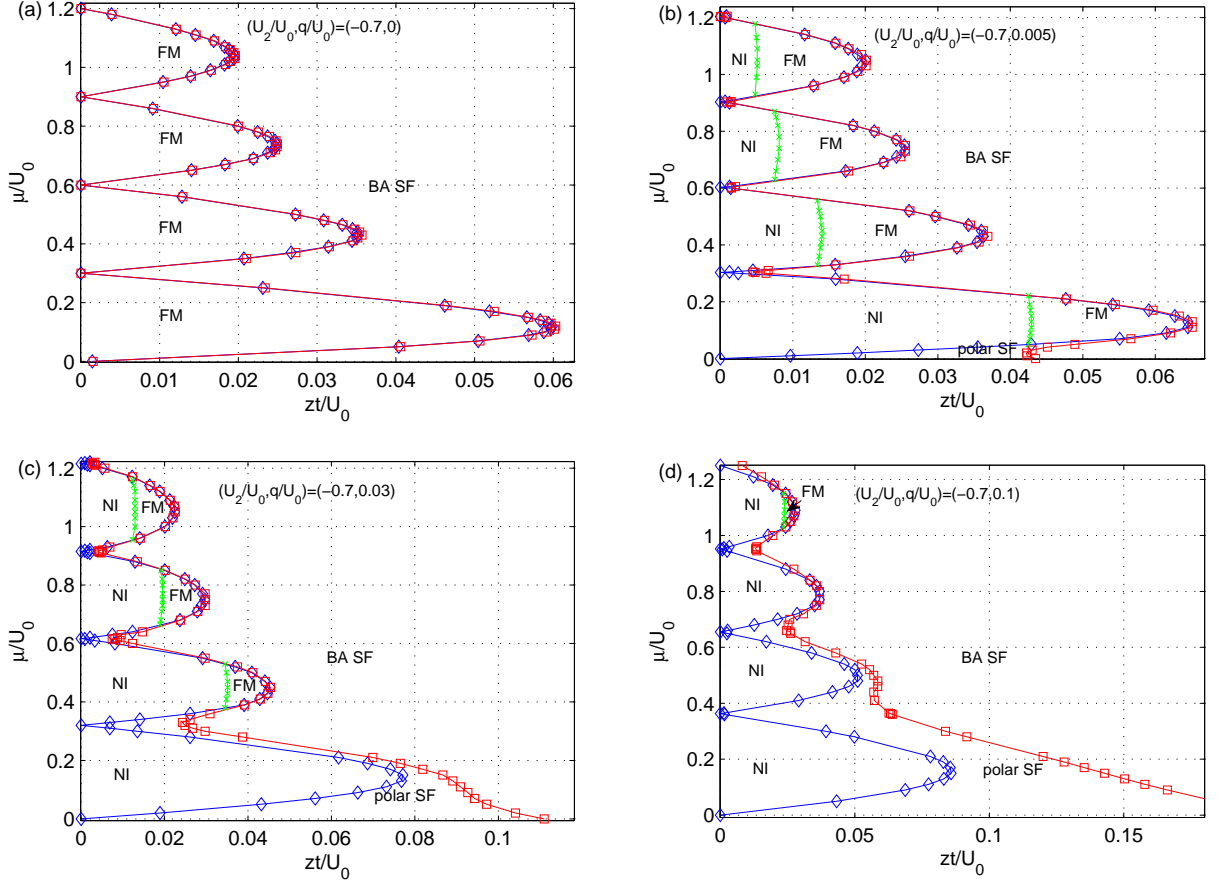 (a)
(U₂/U₀,q/U₀)=(-0.7,0)
FM
FM
FM
FM
BA SF
μ/U₀
0
0.2
0.4
0.6
0.8
1
1.2
0
0.01
0.02
0.03
0.04
0.05
0.06
zt/U₀
(b)
(U₂/U₀,q/U₀)=(-0.7,0.005)
NI
FM
NI
FM
NI
FM
NI
FM
BA SF
polar SF
μ/U₀
0
0.2
0.4
0.6
0.8
1
1.2
0
0.01
0.02
0.03
0.04
0.05
0.06
zt/U₀
(c)
(U₂/U₀,q/U₀)=(-0.7,0.03)
NI
FM
NI
FM
NI
FM
NI
BA SF
polar SF
μ/U₀
0
0.2
0.4
0.6
0.8
1
1.2
0
0.02
0.04
0.06
0.08
0.1
zt/U₀
(d)
(U₂/U₀,q/U₀)=(-0.7,0.1)
FM
NI
NI
NI
NI
BA SF
polar SF
μ/U₀
0
0.2
0.4
0.6
0.8
1
1.2
0
0.05
0.1
0.15
zt/U₀